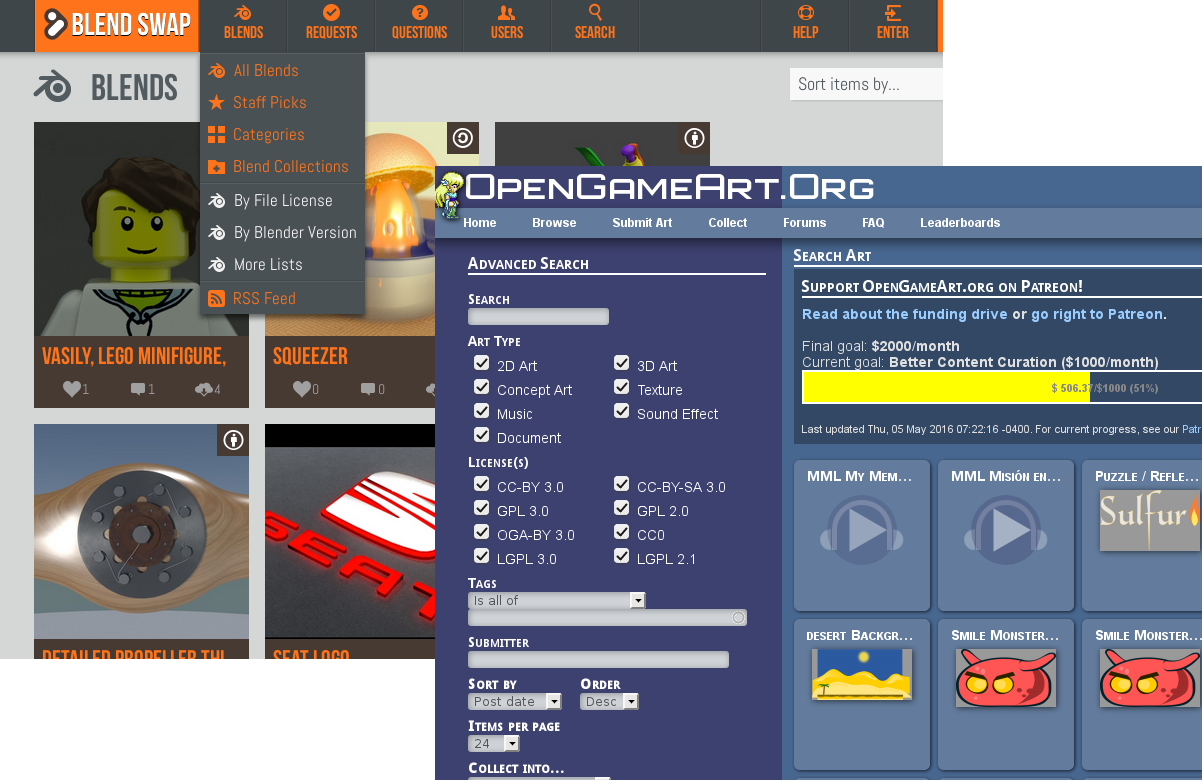 BLEND SWAP
BLENDS
REQUESTS
QUESTIONS
USERS
SEARCH
HELP
ENTER
BLENDS
All Blends
Staff Picks
Categories
Blend Collections
By File License
By Blender Version
More Lists
RSS Feed
Sort items by...
VASILY, LEGO MINIFIGURE,
1 1 4
SQUEEZER
0 0
SEAT
DETAILED PROPELLER THI
SEAT LOGO
OpenGameArt.Org
Home Browse Submit Art Collect Forums FAQ Leaderboards
Advanced Search
Search
Art Type
2D Art 3D Art
Concept Art Texture
Music Sound Effect
Document
License(s)
CC-BY 3.0 CC-BY-SA 3.0
GPL 3.0 GPL 2.0
OGA-BY 3.0 CC0
LGPL 3.0 LGPL 2.1
Tags
Is all of
Submitter
Sort by Order
Post date Desc
Items per page
24
Collect into...
Search Art
Support OpenGameArt.org on Patreon!
Read about the funding drive or go right to Patreon.
Final goal: $2000/month
Current goal: Better Content Curation ($1000/month)
$ 506.37/$1000 (51%)
Last updated Thu, 05 May 2016 07:22:16 -0400. For current progress, see our Patr
MML My Mem... MML Misión en... Puzzle / Refle...
Sulfur
desert Backgr... Smile Monster... Smile Monster...